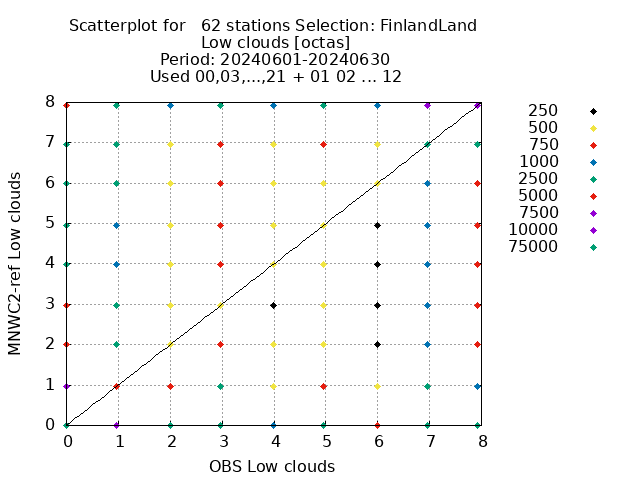 Scatterplot for   62 stations Selection: FinlandLand
Low clouds [octas]
Period: 20240601-20240630
Used 00,03,...,21 + 01 02 ... 12
MNWC2-ref Low clouds
8
7
6
5
4
3
2
1
0
0 1 2 3 4 5 6 7 8
OBS Low clouds
250
500
750
1000
2500
5000
7500
10000
75000